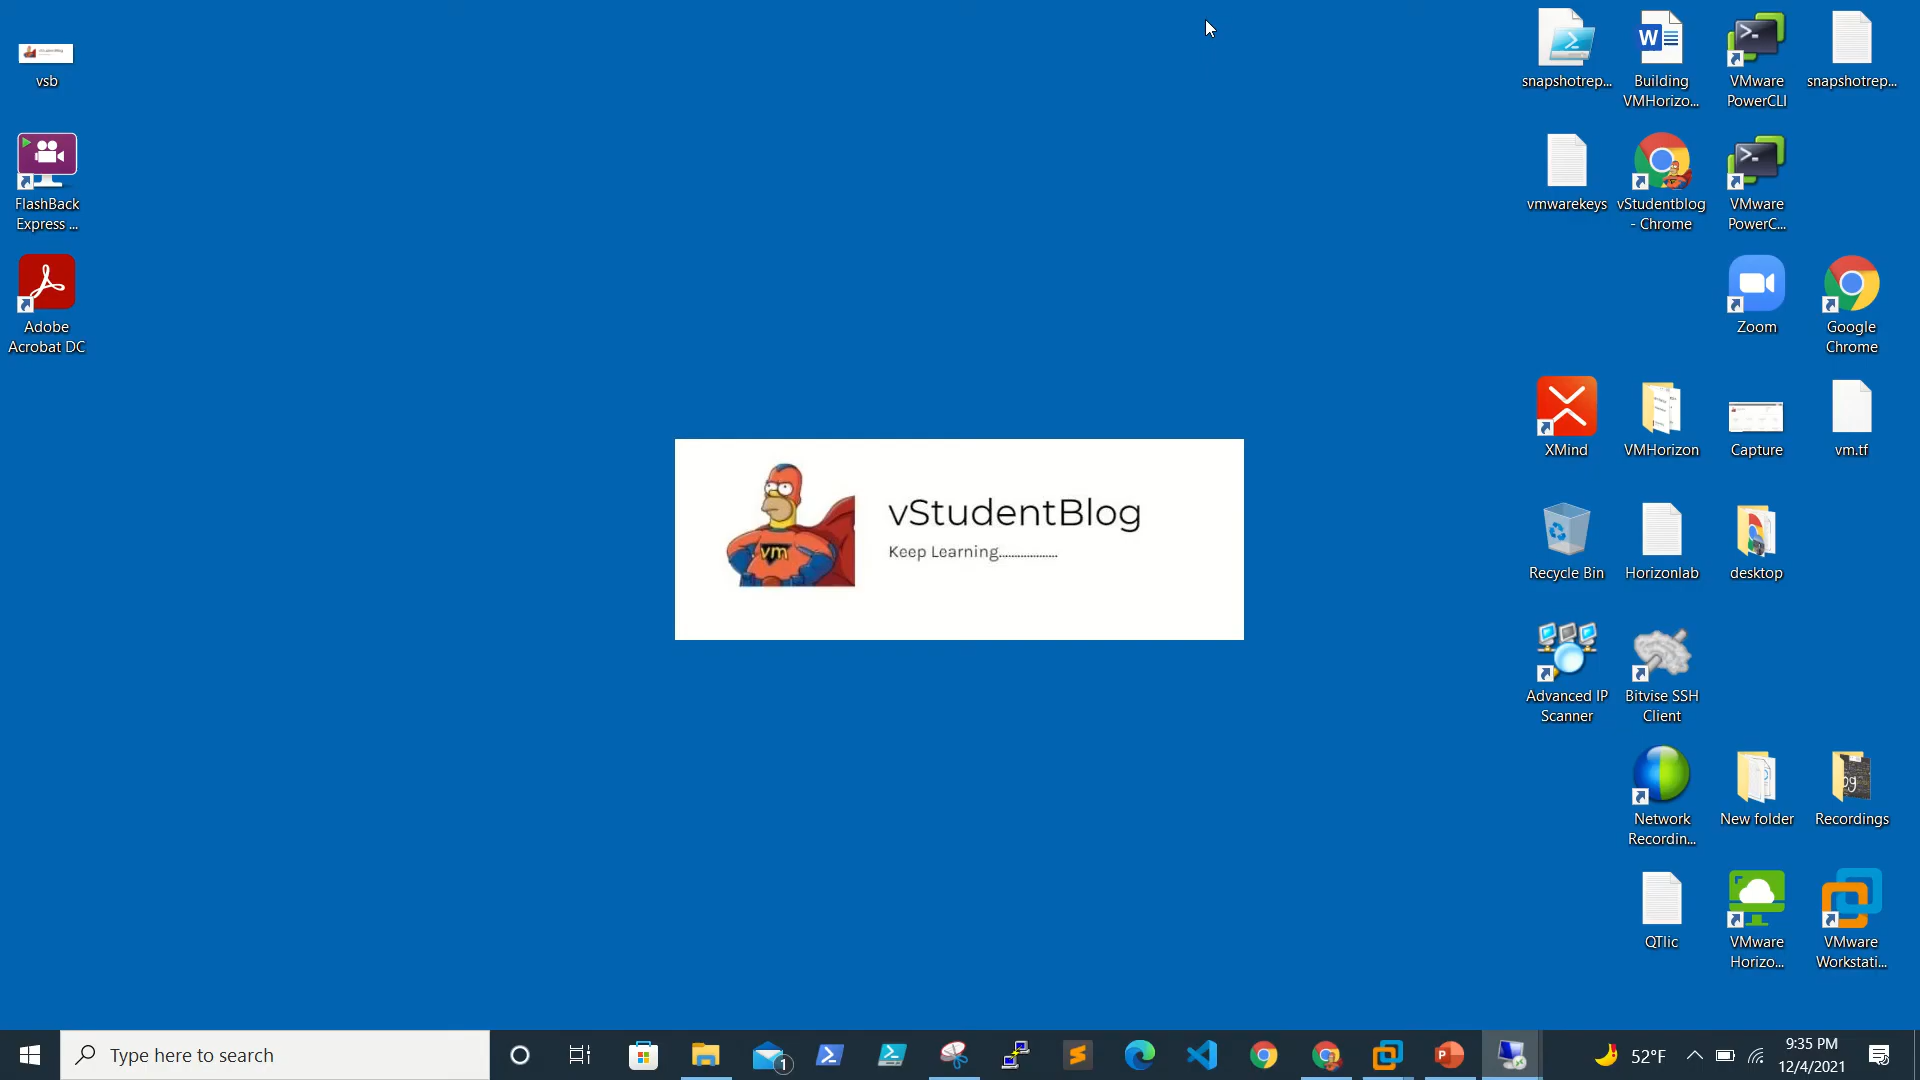 vsb
FlashBack
Express ...
Adobe
Acrobat DC
snapshotrep...
Building
VMHorizo...
VMware
PowerCLI
snapshotrep...
vmwarekeys
vStudentblog
- Chrome
VMware
PowerC...
Zoom
Google
Chrome
XMind
VMHorizon
Capture
vm.tf
vm
vStudentBlog
Keep Learning...................
Recycle Bin
Horizonlab
desktop
Advanced IP
Scanner
Bitvise SSH
Client
Network
Recordin...
New folder
Recordings
QTlic
VMware
Horizo...
VMware
Workstati...
Type here to search
1
52°F
9:35 PM
12/4/2021